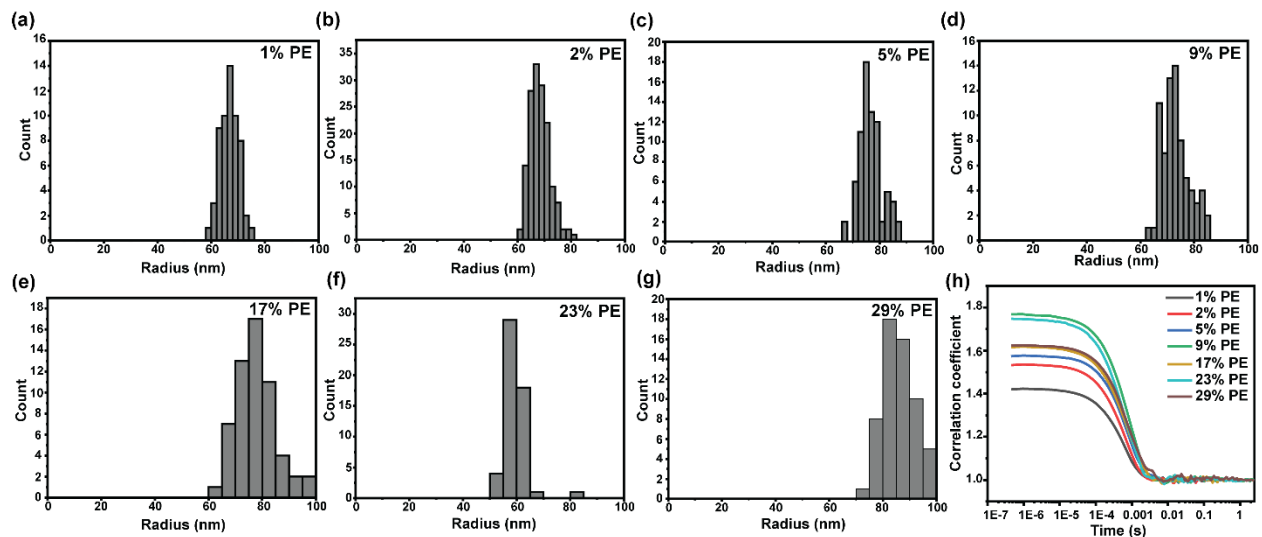 (a)
1% PE
16
14
12
10
8
6
4
2
0
Count
0 20 40 60 80 100
Radius (nm)
(b)
2% PE
35
30
25
20
15
10
5
0
Count
0 20 40 60 80 100
Radius (nm)
(c)
5% PE
20
18
16
14
12
10
8
6
4
2
0
Count
0 20 40 60 80 100
Radius (nm)
(d)
9% PE
16
14
12
10
8
6
4
2
0
Count
0 20 40 60 80 100
Radius (nm)
(e)
17% PE
18
16
14
12
10
8
6
4
2
0
Count
0 20 40 60 80 100
Radius (nm)
(f)
23% PE
30
25
20
15
10
5
0
Count
0 20 40 60 80 100
Radius (nm)
(g)
29% PE
20
18
16
14
12
10
8
6
4
2
0
Count
0 20 40 60 80 100
Radius (nm)
(h)
1.8
1.6
1.4
1.2
1.0
Correlation coefficient
1% PE
2% PE
5% PE
9% PE
17% PE
23% PE
29% PE
1E-7 1E-6 1E-5 1E-4 0.001 0.01 0.1 1
Time (s)